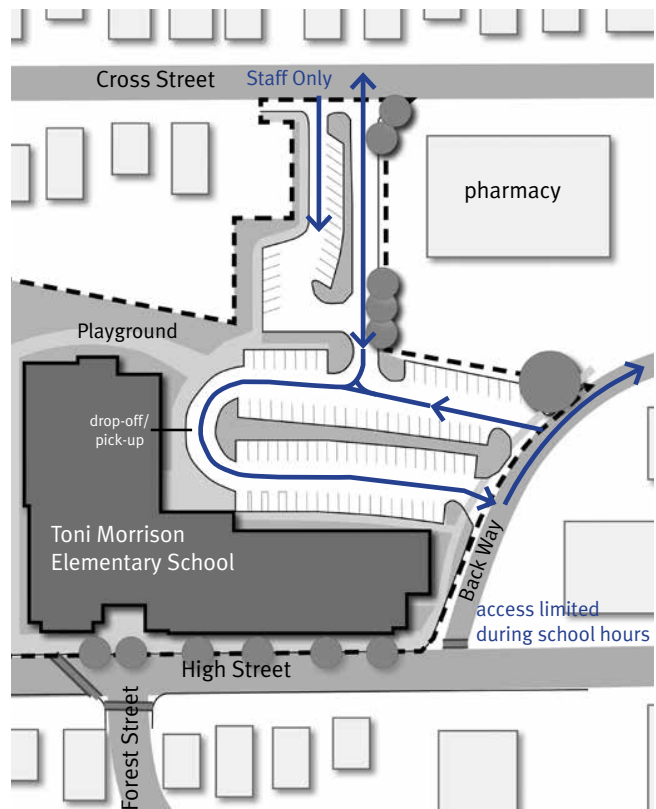 Cross Street
Staff Only
pharmacy
Playground
drop-off/
pick-up
Toni Morrison
Elementary School
Back Way
access limited
during school hours
High Street
Forest Street